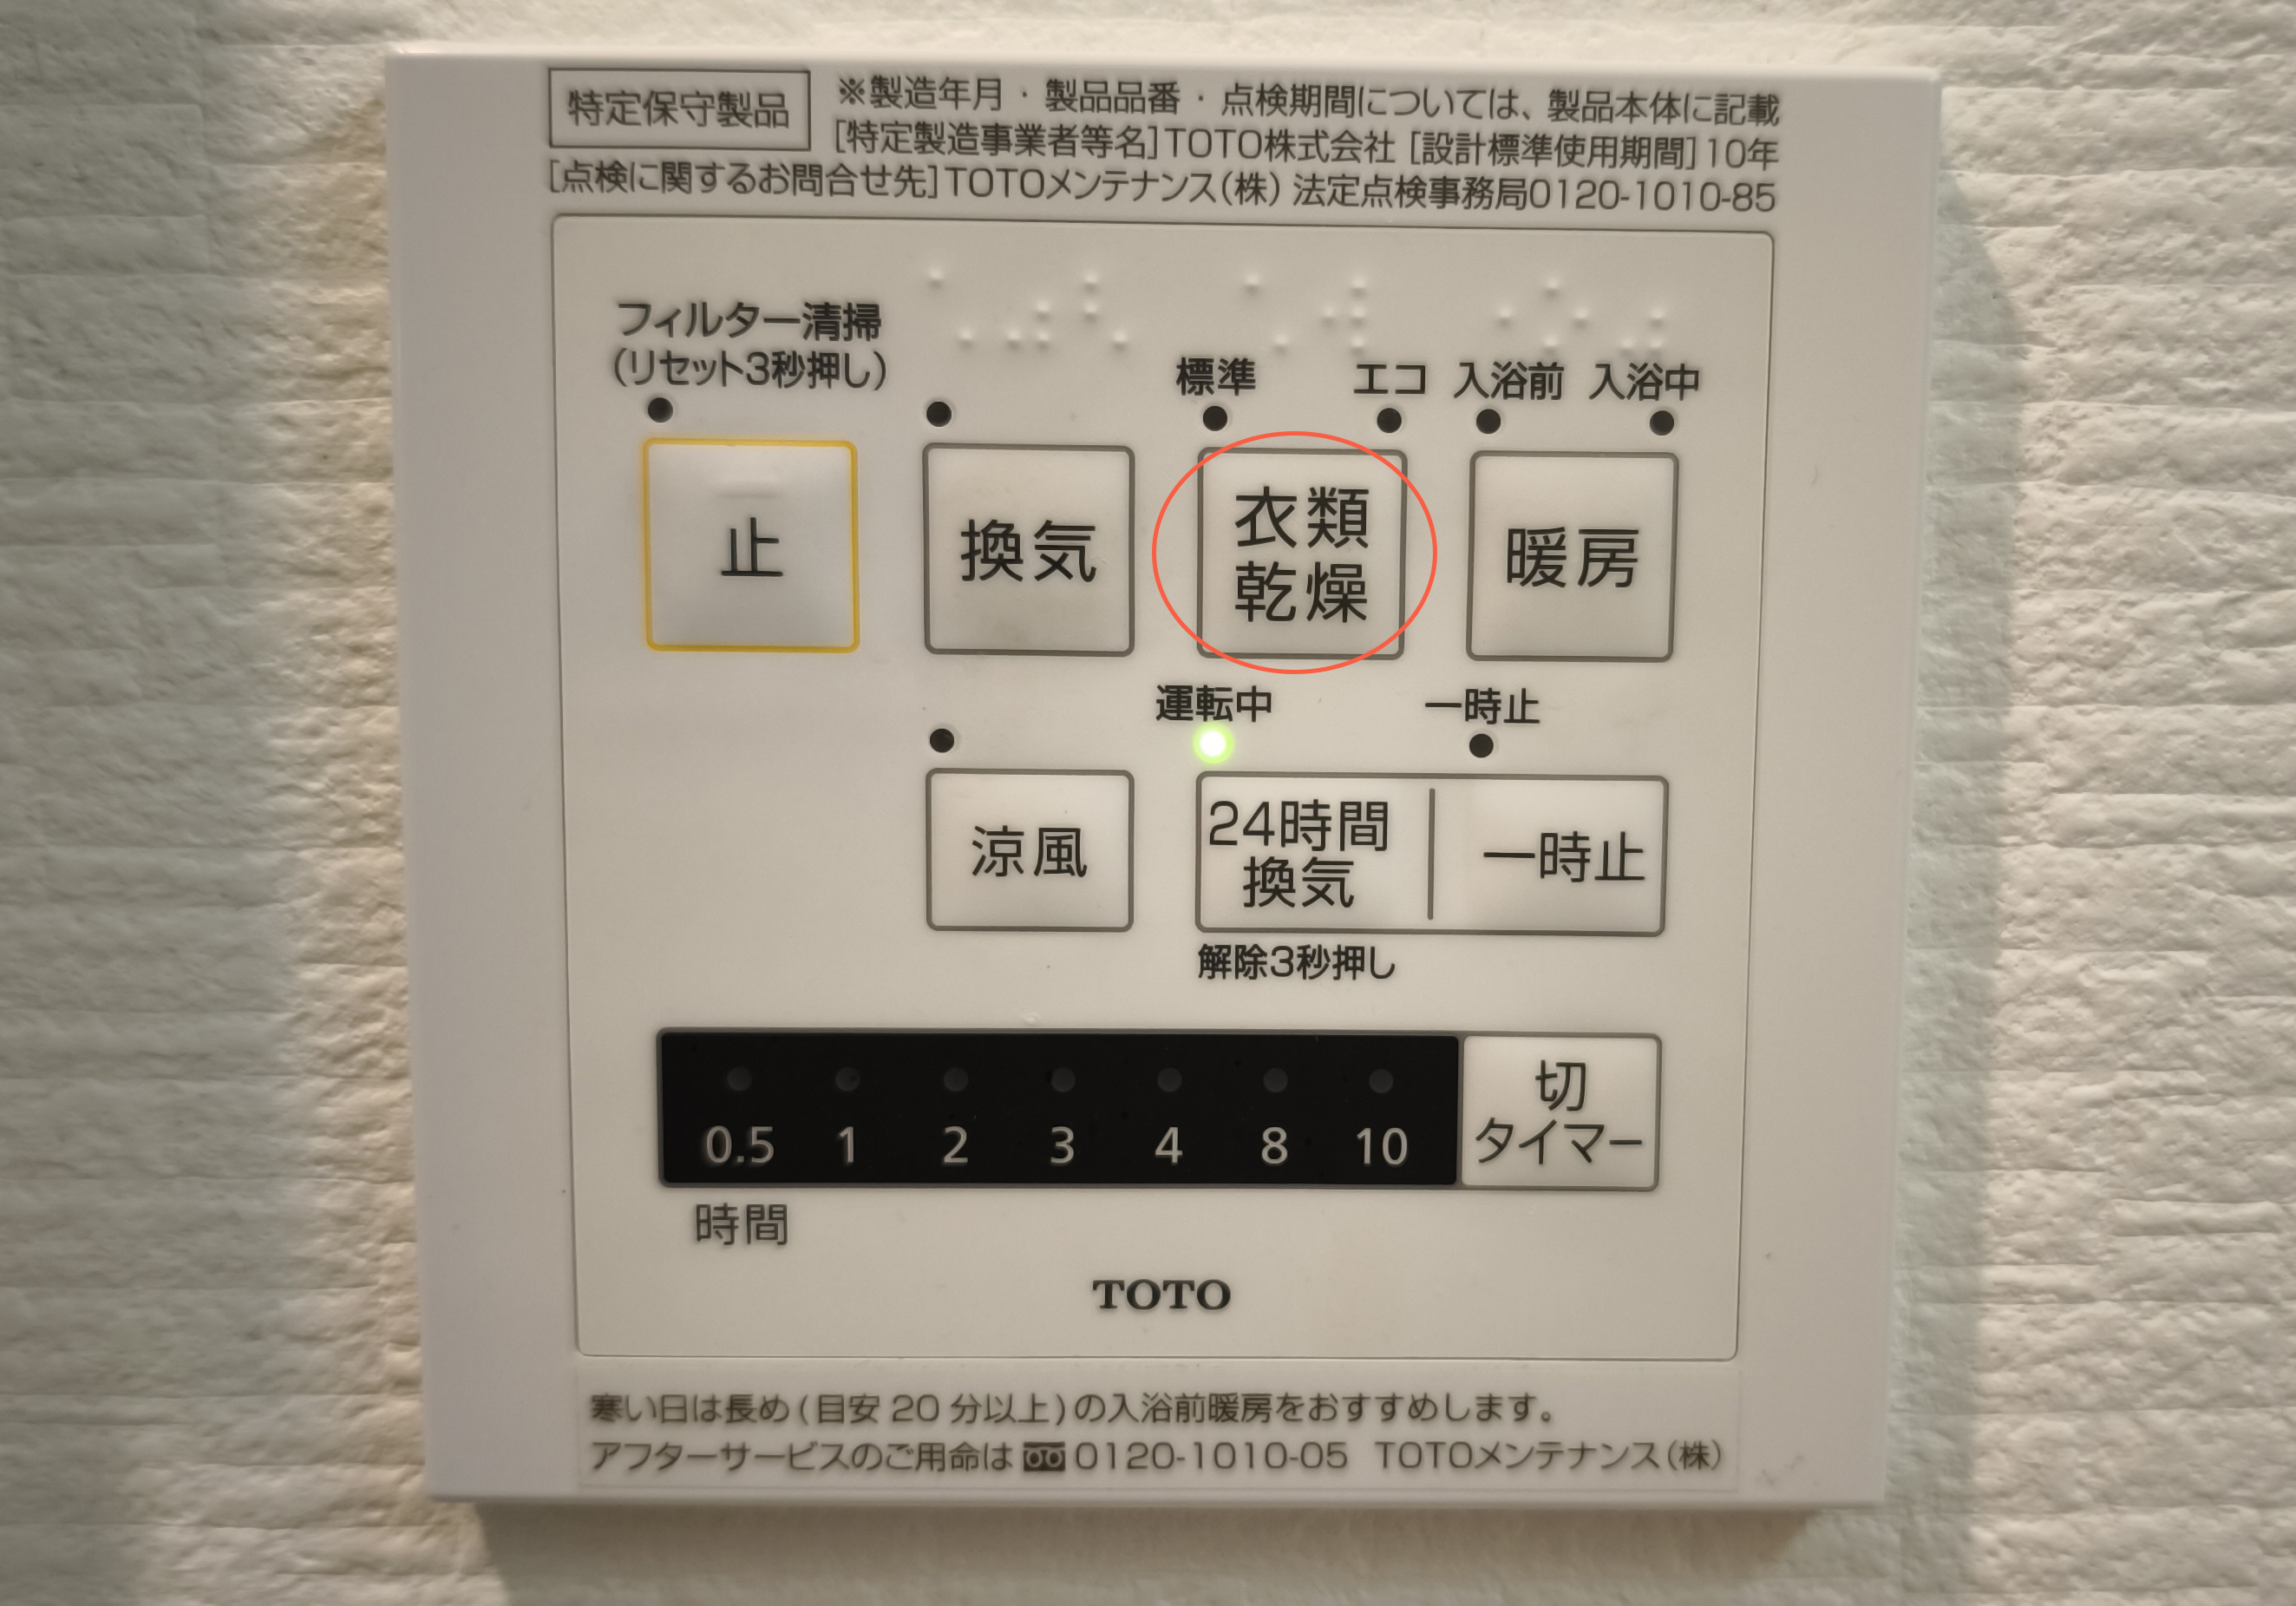 特定保守製品
※製造年月・製品品番・点検期間については、製品本体に記載
[特定製造事業者等名]TOTO株式会社 [設計標準使用期間]10年
[点検に関するお問合せ先]TOTOメンテナンス(株) 法定点検事務局0120-1010-85
フィルター清掃
(リセット3秒押し)
標準 エコ 入浴前 入浴中
止
換気
衣類
乾燥
暖房
運転中 一時止
涼風
24時間
換気
一時止
解除3秒押し
0.5 1 2 3 4 8 10
切
タイマー
時間
TOTO
寒い日は長め(目安 20 分以上)の入浴前暖房をおすすめします。
アフターサービスのご用命は 0120-1010-05 TOTOメンテナンス(株)